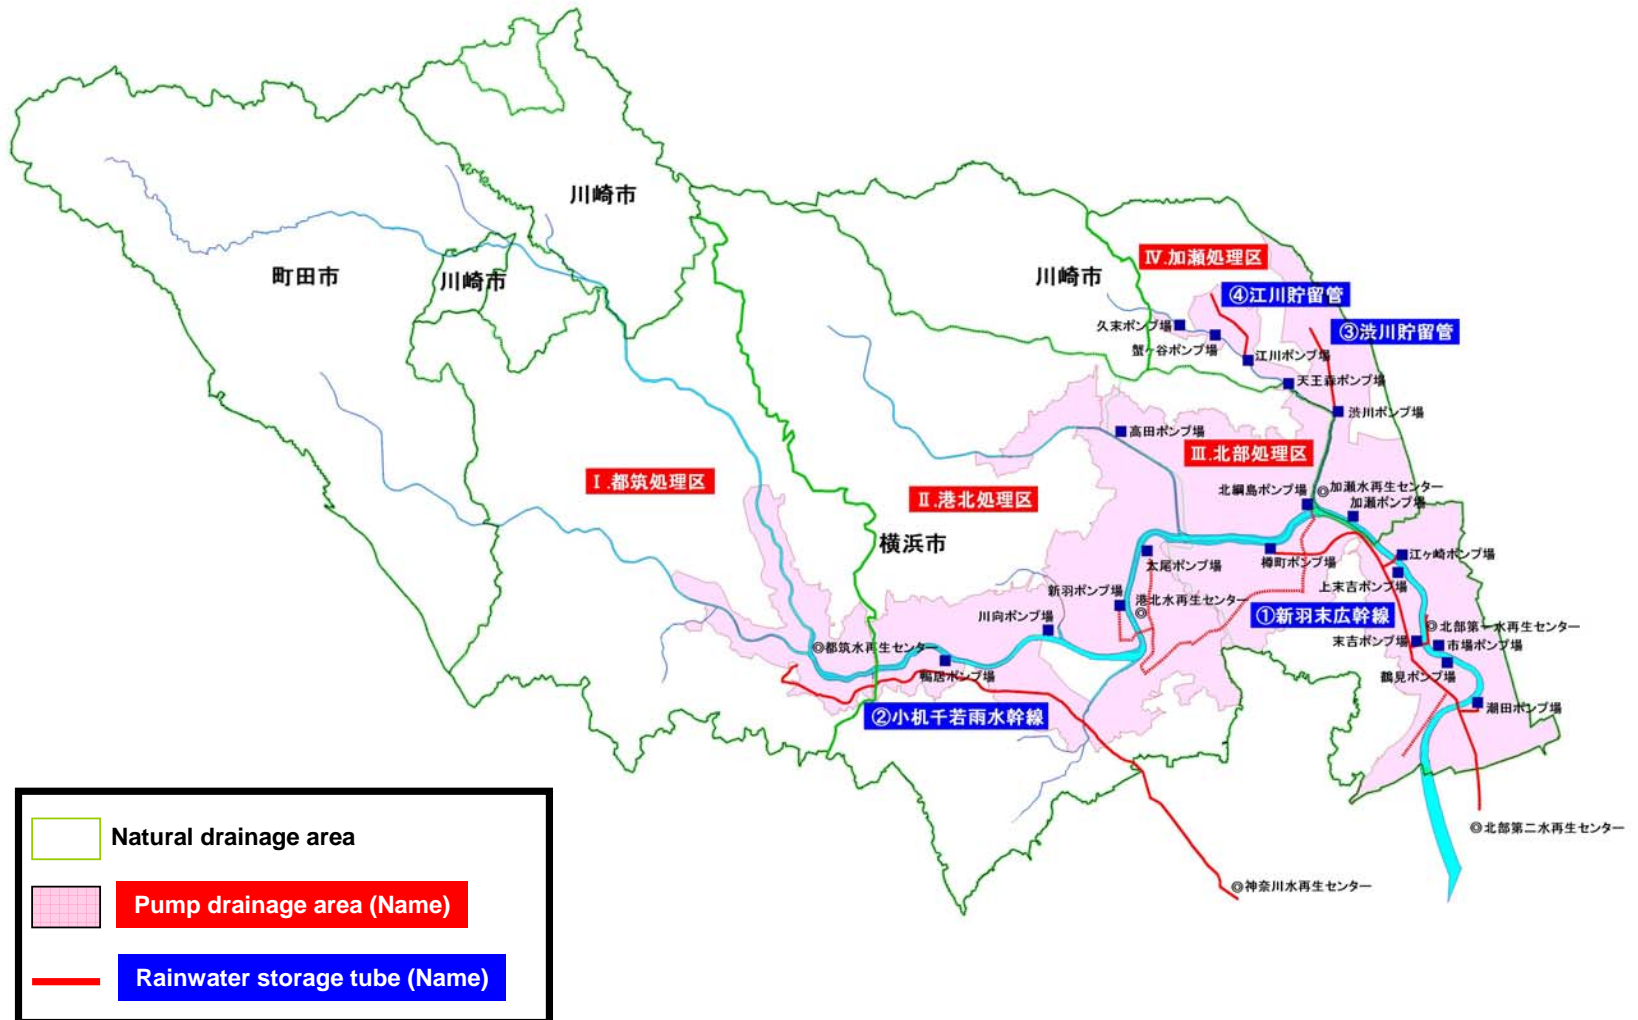 川崎市
町田市
川崎市
川崎市
Ⅳ.加瀬処理区
④江川貯留管
③渋川貯留管
久末ポンプ場
蟹ヶ谷ポンプ場
江川ポンプ場
天王森ポンプ場
渋川ポンプ場
高田ポンプ場
Ⅲ.北部処理区
Ⅰ.都筑処理区
Ⅱ.港北処理区
北綱島ポンプ場
◎加瀬水再生センター
加瀬ポンプ場
横浜市
太尾ポンプ場
樽町ポンプ場
江ヶ崎ポンプ場
上末吉ポンプ場
新羽ポンプ場
港北水再生センター
◎
川向ポンプ場
①新羽末広幹線
◎北部第一水再生センター
末吉ポンプ場
市場ポンプ場
◎都筑水再生センター
鴨居ポンプ場
鶴見ポンプ場
②小机千若雨水幹線
潮田ポンプ場
◎北部第二水再生センター
◎神奈川水再生センター
Natural drainage area
Pump drainage area (Name)
Rainwater storage tube (Name)